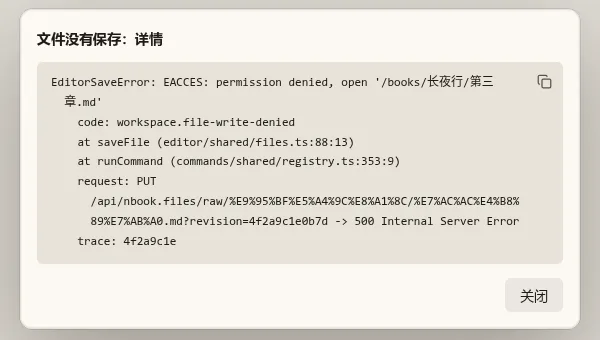 文件没有保存：详情
EditorSaveError: EACCES: permission denied, open '/books/长夜行/第三
章.md'
code: workspace.file-write-denied
at saveFile (editor/shared/files.ts:88:13)
at runCommand (commands/shared/registry.ts:353:9)
request: PUT
/api/nbook.files/raw/%E9%95%BF%E5%A4%9C%E8%A1%8C/%E7%AC%AC%E4%B8%
89%E7%AB%A0.md?revision=4f2a9c1e0b7d -> 500 Internal Server Error
trace: 4f2a9c1e
关闭